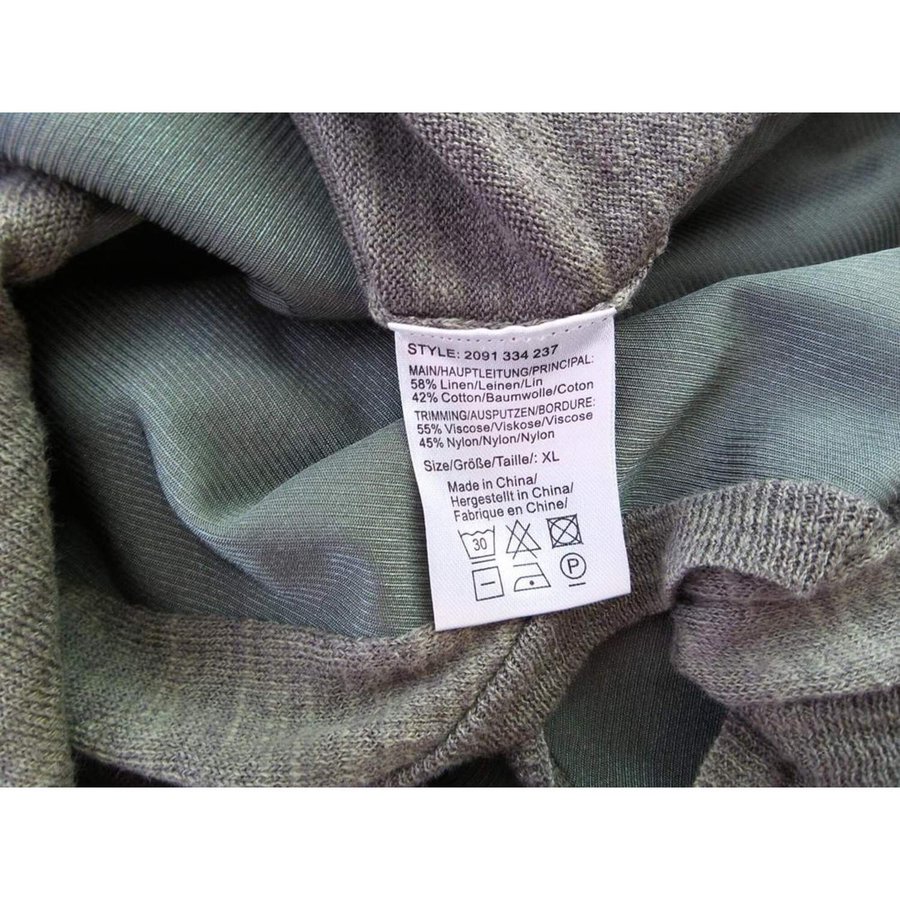 STYLE: 2091 334 237
MAIN/HAUPTLEITUNG/PRINCIPAL:
58% Linen/Leinen/Lin
42% Cotton/Baumwolle/Coton
TRIMMING/AUSPUTZEN/BORDURE:
55% Viscose/Viskose/Viscose
45% Nylon/Nylon/Nylon
Size/Größe/Taille/: XL
Made in China/
Hergestellt in China/
Fabrique en Chine/
30
P